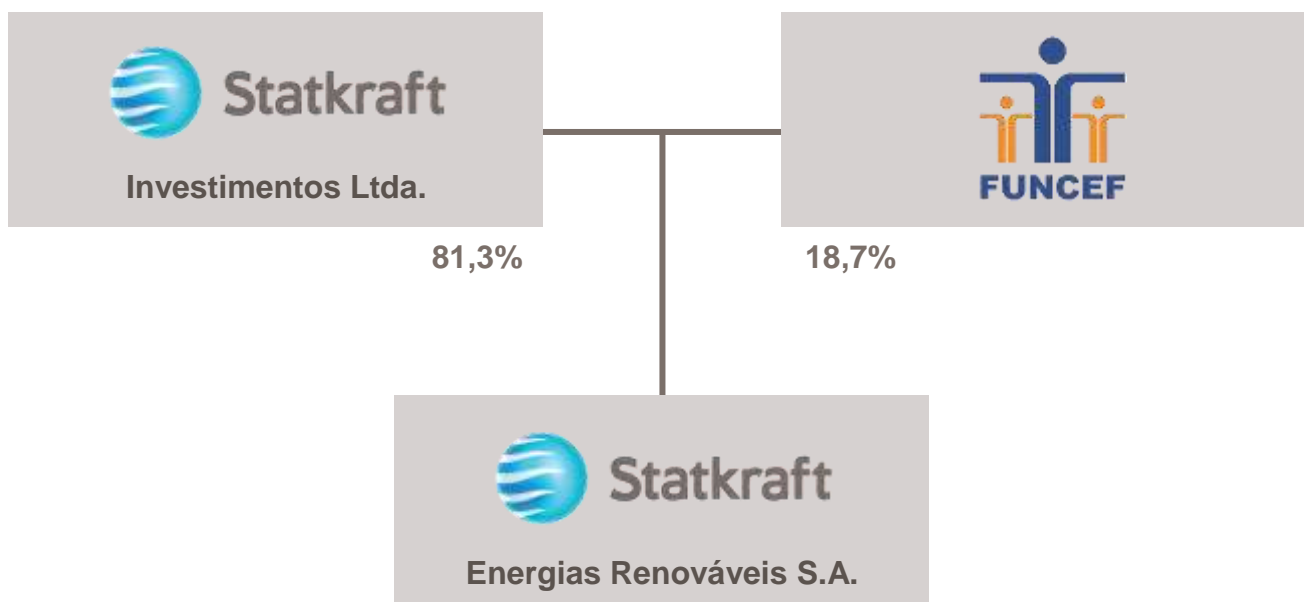 Statkraft
Investimentos Ltda.
FUNCEF
81,3%
18,7%
Statkraft
Energias Renováveis S.A.